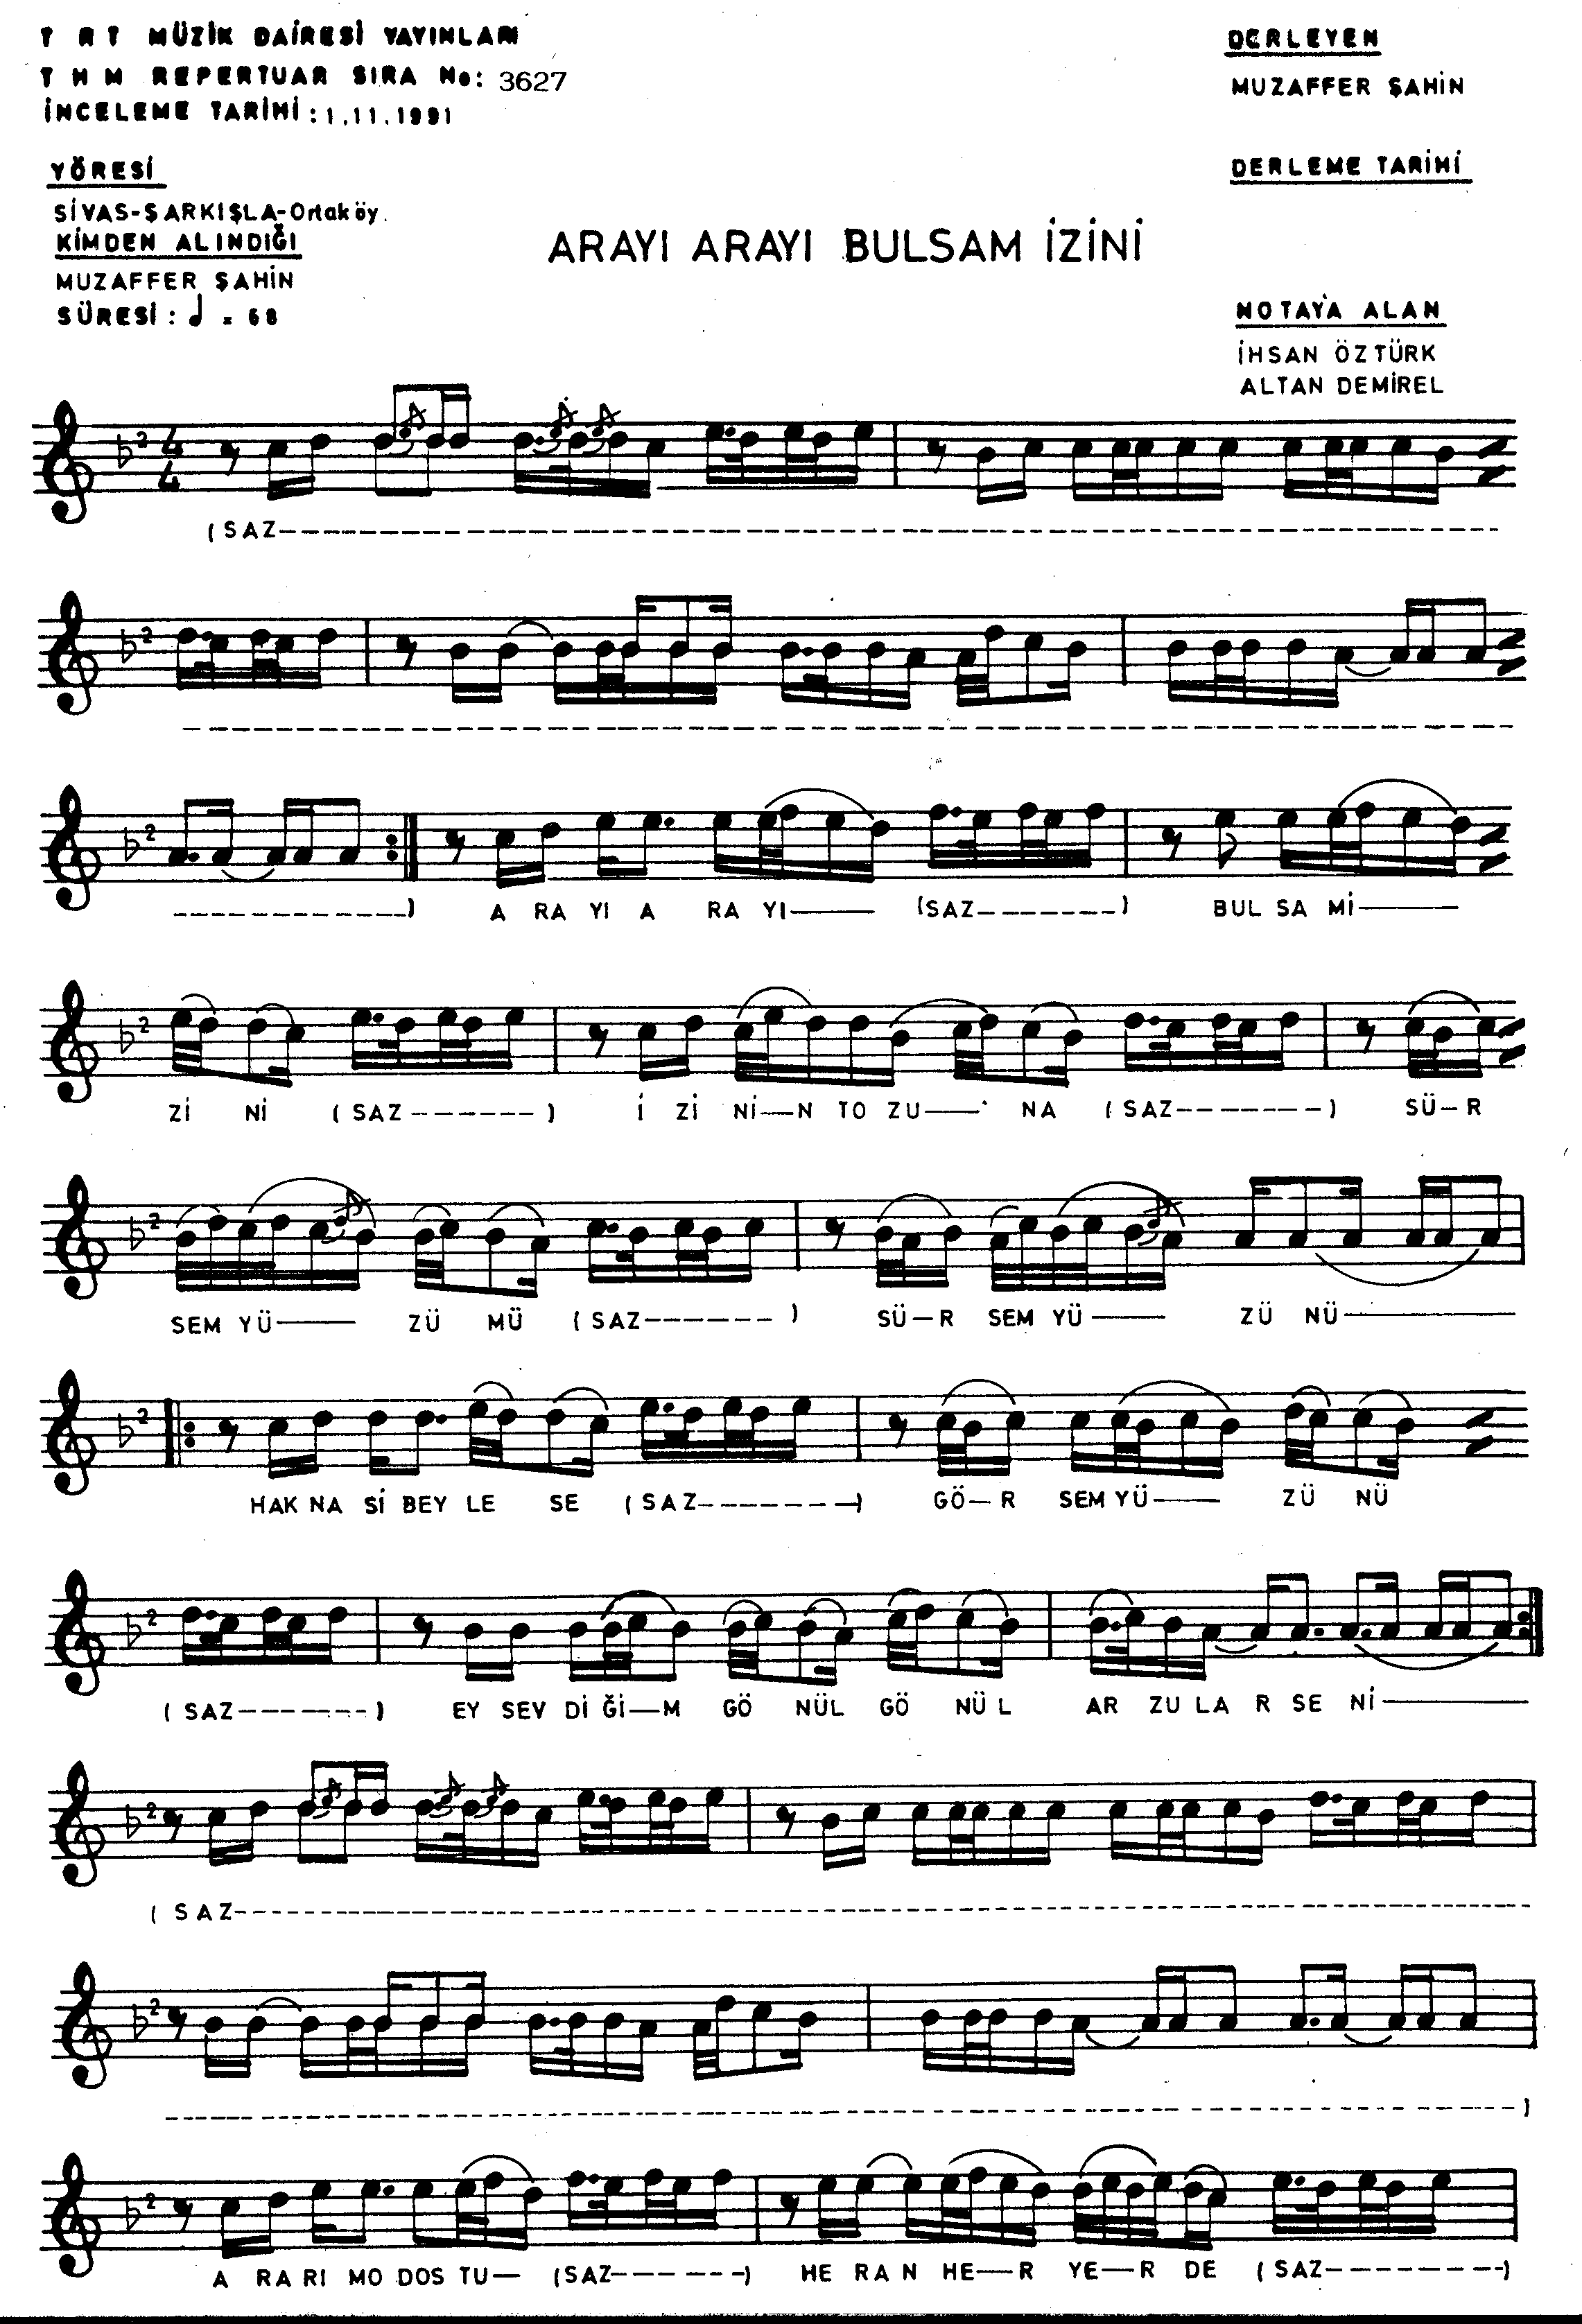 T R T MÜZİK DAİRESİ YAYINLARI
T H M REPERTUAR SIRA No: 3627
İNCELEME TARİHİ: 1.11.1991
DERLEYEN
MUZAFFER ŞAHİN
YÖRESİ
SİVAS-ŞARKIŞLA-Ortaköy.
KİMDEN ALINDIĞI
MUZAFFER ŞAHİN
SÜRESİ: ♩ = 68
DERLEME TARİHİ
ARAYI ARAYI BULSAM İZİNİ
NOTAYA ALAN
İHSAN ÖZTÜRK
ALTAN DEMİREL
(SAZ------
A RA YI A RA YI—— (SAZ-------) BUL SA Mİ——
Zİ Nİ (SAZ------) İ Zİ Nİ—N TO ZU—— NA (SAZ-------) SÜ—R
SEM YÜ—— ZÜ MÜ (SAZ------) SÜ—R SEM YÜ—— ZÜ NÜ——
HAK NA Sİ BEY LE SE (SAZ-------) GÖ—R SEM YÜ—— ZÜ NÜ
(SAZ-------) EY SEV Dİ Ğİ—M GÖ NÜL GÖ NÜ L AR ZU LA R SE Nİ——
(SAZ------
A RA RI MO DOS TU— (SAZ-------) HE RA N HE—R YE—R DE (SAZ--------)